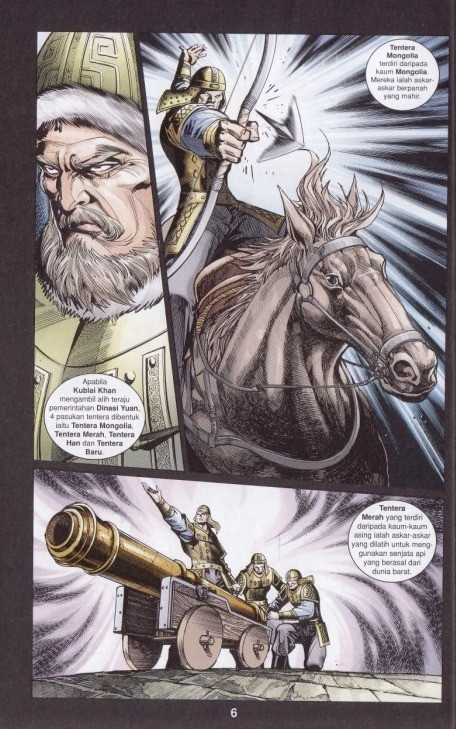 Apabila
Kublai Khan
mengambil alih teraju
pemerintahan Dinasi Yuan,
4 pasukan tentera dibentuk
iaitu Tentera Mongolia,
Tentera Merah, Tentera
Han dan Tentera
Baru.
Tentera
Mongolia
terdiri daripada
kaum Mongolia.
Mereka ialah askar-
askar berpanah
yang mahir.
Tentera
Merah yang terdiri
daripada kaum-kaum
asing ialah askar-askar
yang dilatih untuk meng-
gunakan senjata api
yang berasal dari
dunia barat.
6